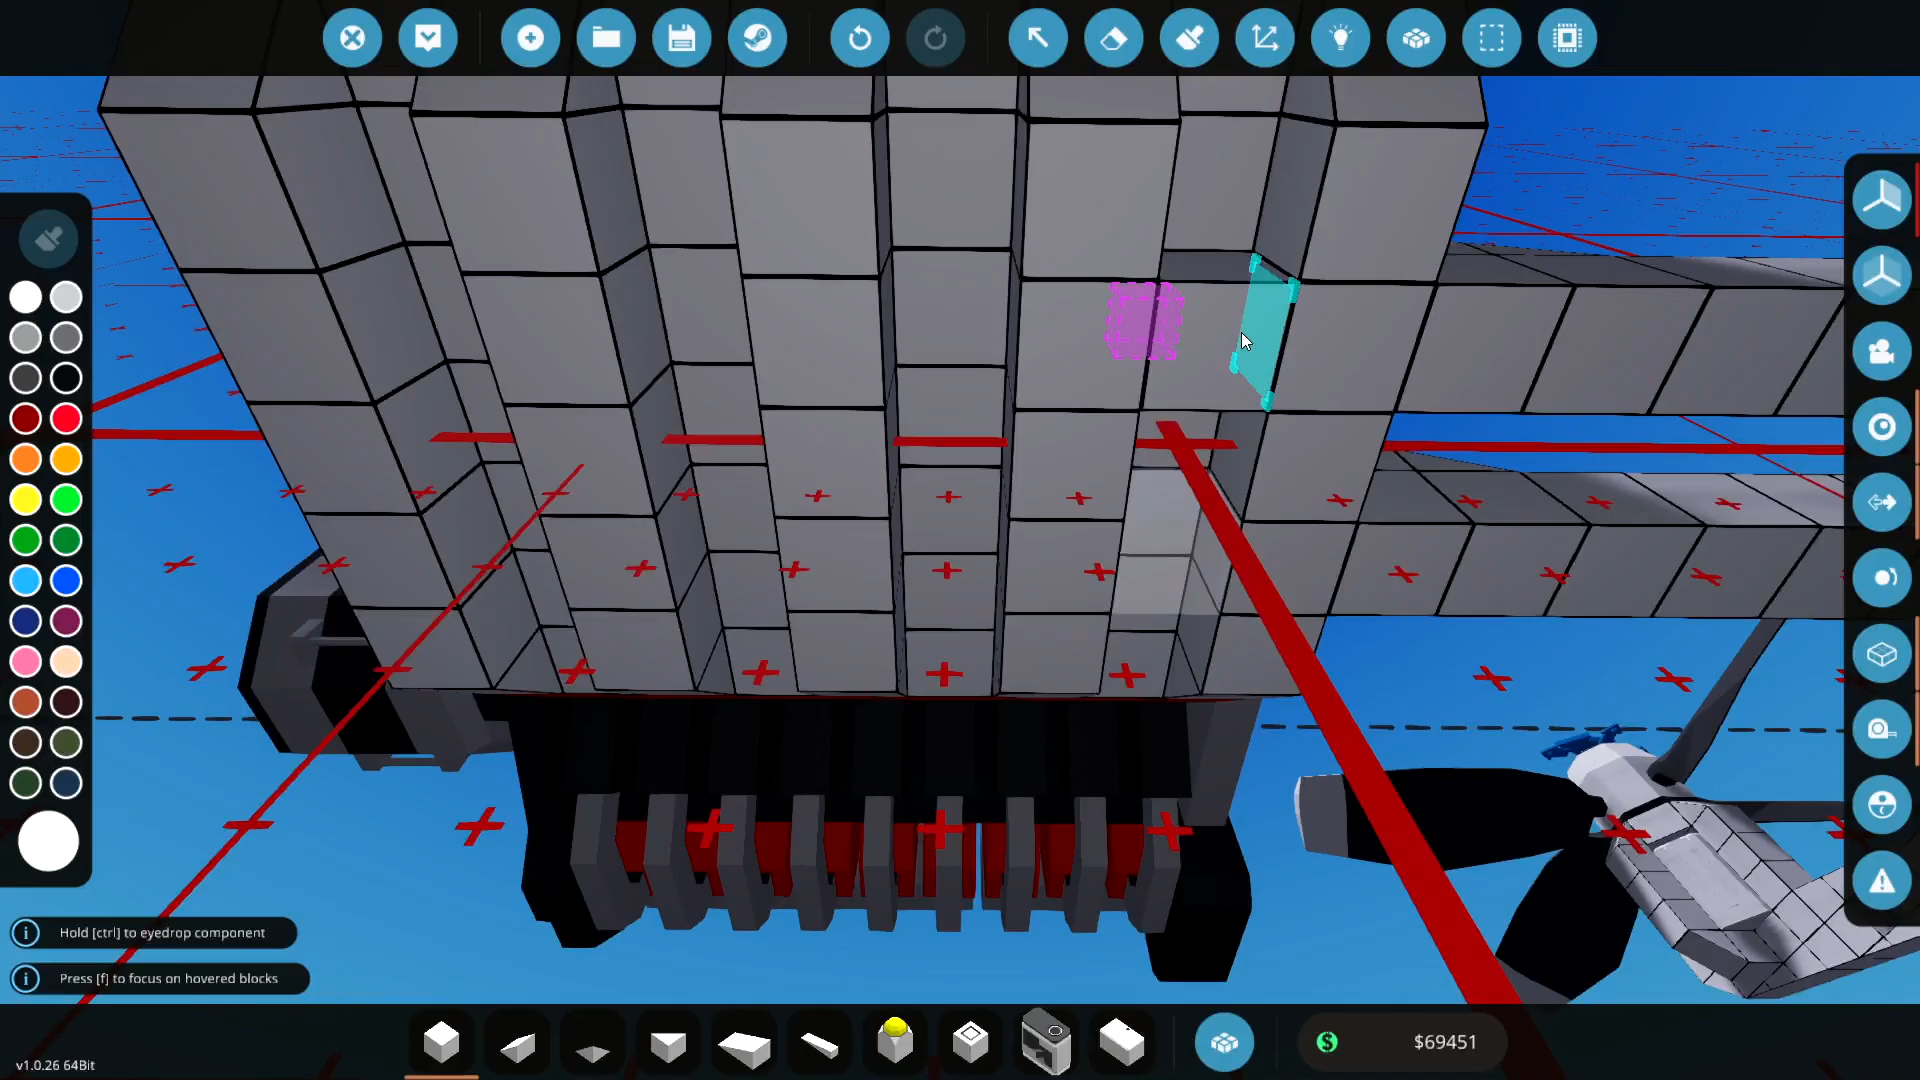 Hold [ctrl] to eyedrop component
Press [f] to focus on hovered blocks
v1.0.26 64Bit
$69451